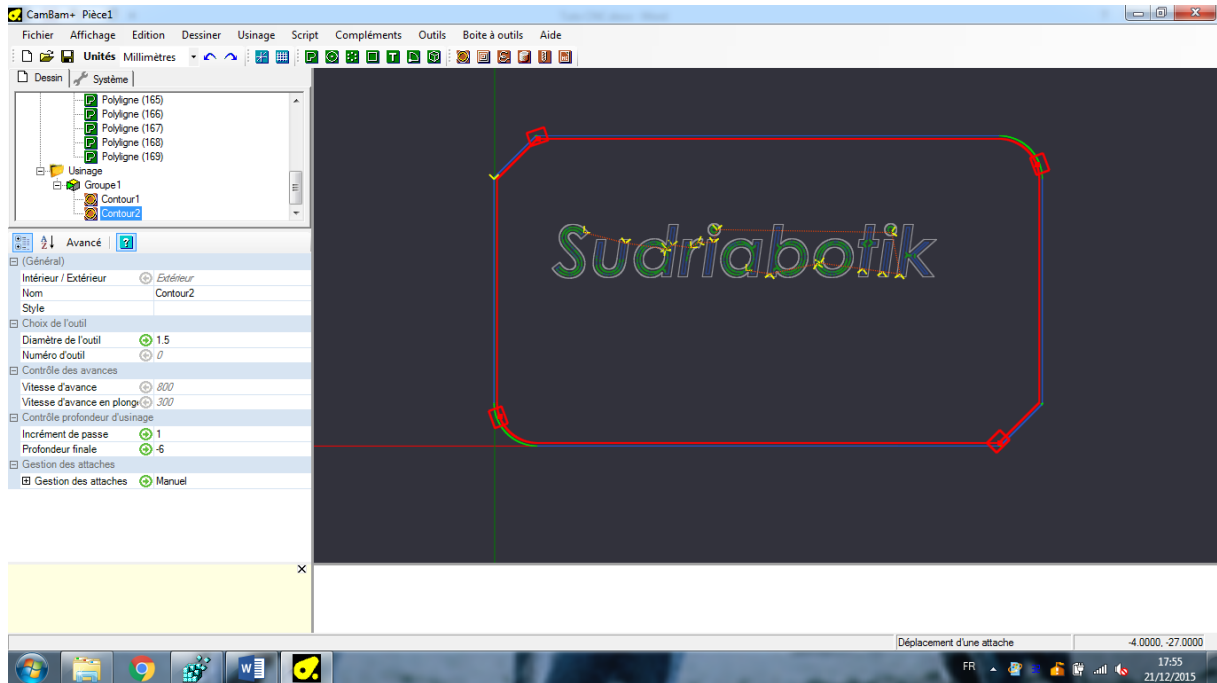 CamBam+ Pièce1
Fichier Affichage Edition Dessiner Usinage Script Compléments Outils Boite à outils Aide
Unités Millimètres
Dessin Système
Polyligne (165)
Polyligne (166)
Polyligne (167)
Polyligne (168)
Polyligne (169)
Usinage
Groupe1
Contour1
Contour2
Avancé
(Général)
Intérieur / Extérieur Extérieur
Nom Contour2
Style
Choix de l'outil
Diamètre de l'outil 1.5
Numéro d'outil 0
Contrôle des avances
Vitesse d'avance 800
Vitesse d'avance en plong 300
Contrôle profondeur d'usinage
Incrément de passe 1
Profondeur finale -6
Gestion des attaches
Gestion des attaches Manuel
Sudriabotik
Déplacement d'une attache -4.0000, -27.0000
FR 17:55
21/12/2015